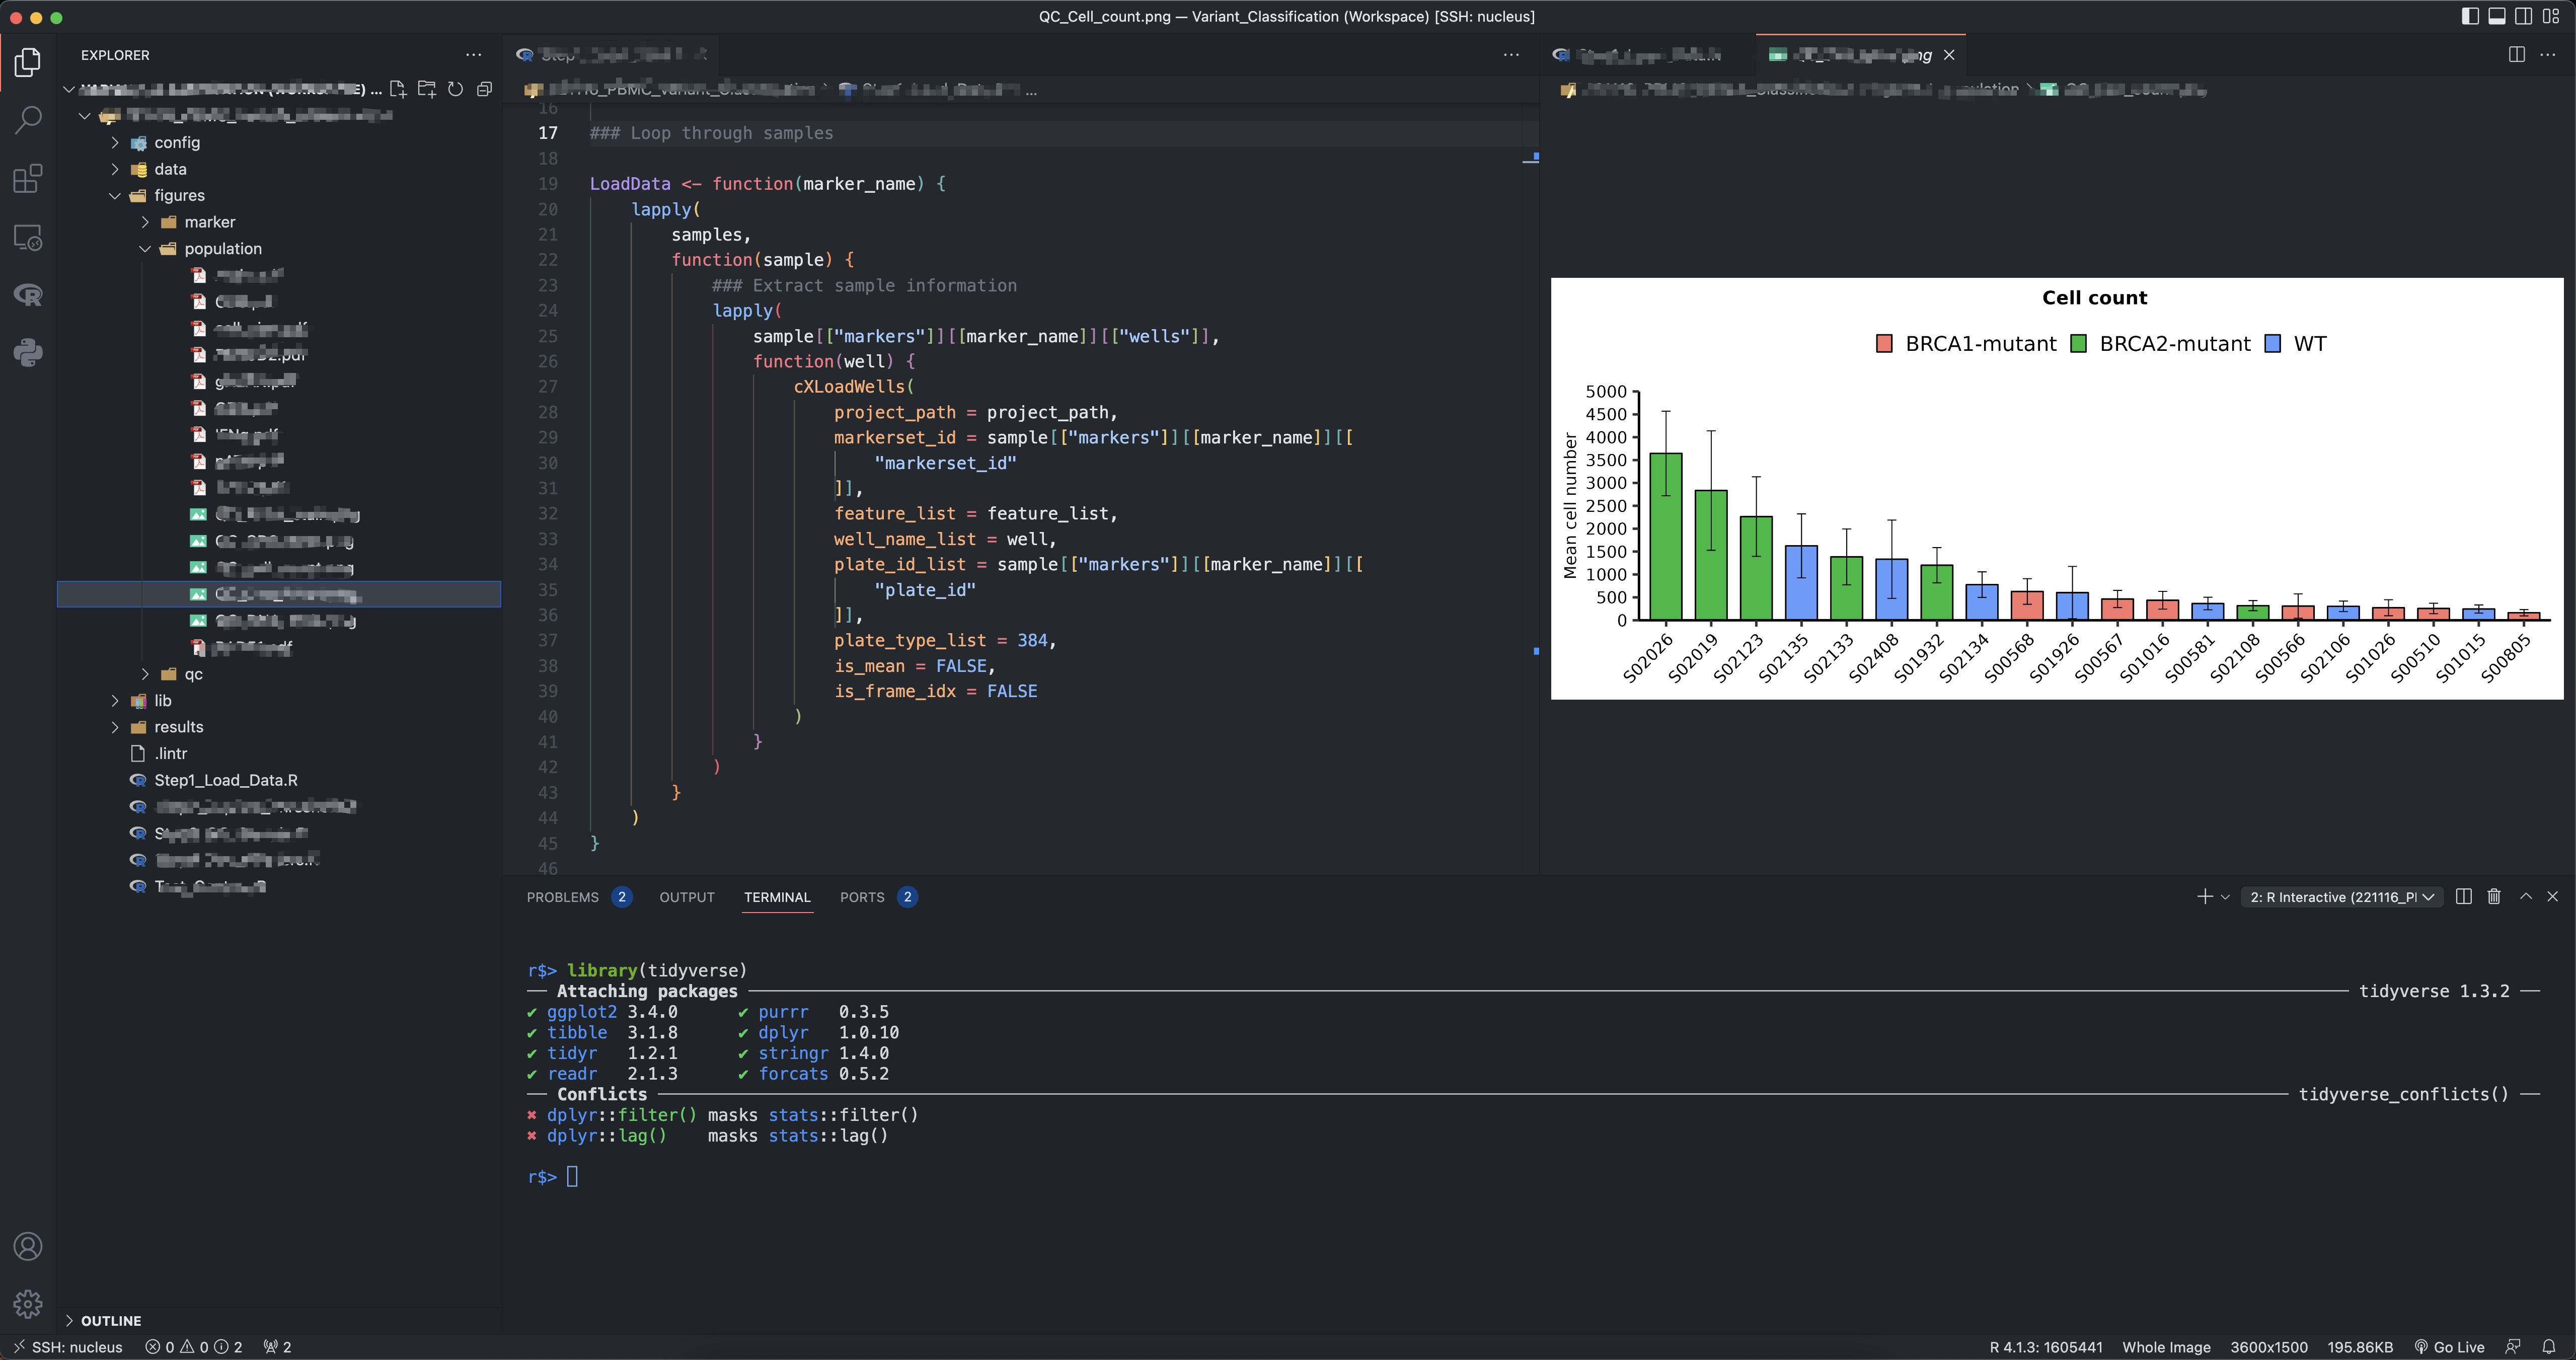 QC_Cell_count.png — Variant_Classification (Workspace) [SSH: nucleus]
EXPLORER
config
data
figures
marker
population
qc
lib
results
.lintr
Step1_Load_Data.R
OUTLINE
16
17 ### Loop through samples
18
19 LoadData <- function(marker_name) {
20 lapply(
21 samples,
22 function(sample) {
23 ### Extract sample information
24 lapply(
25 sample[["markers"]][[marker_name]][["wells"]],
26 function(well) {
27 cXLoadWells(
28 project_path = project_path,
29 markerset_id = sample[["markers"]][[marker_name]][[
30 "markerset_id"
31 ]],
32 feature_list = feature_list,
33 well_name_list = well,
34 plate_id_list = sample[["markers"]][[marker_name]][[
35 "plate_id"
36 ]],
37 plate_type_list = 384,
38 is_mean = FALSE,
39 is_frame_idx = FALSE
40 )
41 }
42 )
43 }
44 )
45 }
46
Cell count
BRCA1-mutant BRCA2-mutant WT
Mean cell number
5000
4500
4000
3500
3000
2500
2000
1500
1000
500
0
S02026 S02019 S02123 S02135 S02133 S02408 S01932 S02134 S00568 S01926 S00567 S01016 S00581 S02108 S00566 S02106 S01026 S00510 S01015 S00805
PROBLEMS 2 OUTPUT TERMINAL PORTS 2
2: R Interactive (221116_P
r$> library(tidyverse)
── Attaching packages ── tidyverse 1.3.2 ──
✔ ggplot2 3.4.0 ✔ purrr 0.3.5
✔ tibble 3.1.8 ✔ dplyr 1.0.10
✔ tidyr 1.2.1 ✔ stringr 1.4.0
✔ readr 2.1.3 ✔ forcats 0.5.2
── Conflicts ── tidyverse_conflicts() ──
✖ dplyr::filter() masks stats::filter()
✖ dplyr::lag() masks stats::lag()
r$>
SSH: nucleus 0 0 2 2
R 4.1.3: 1605441 Whole Image 3600x1500 195.86KB Go Live